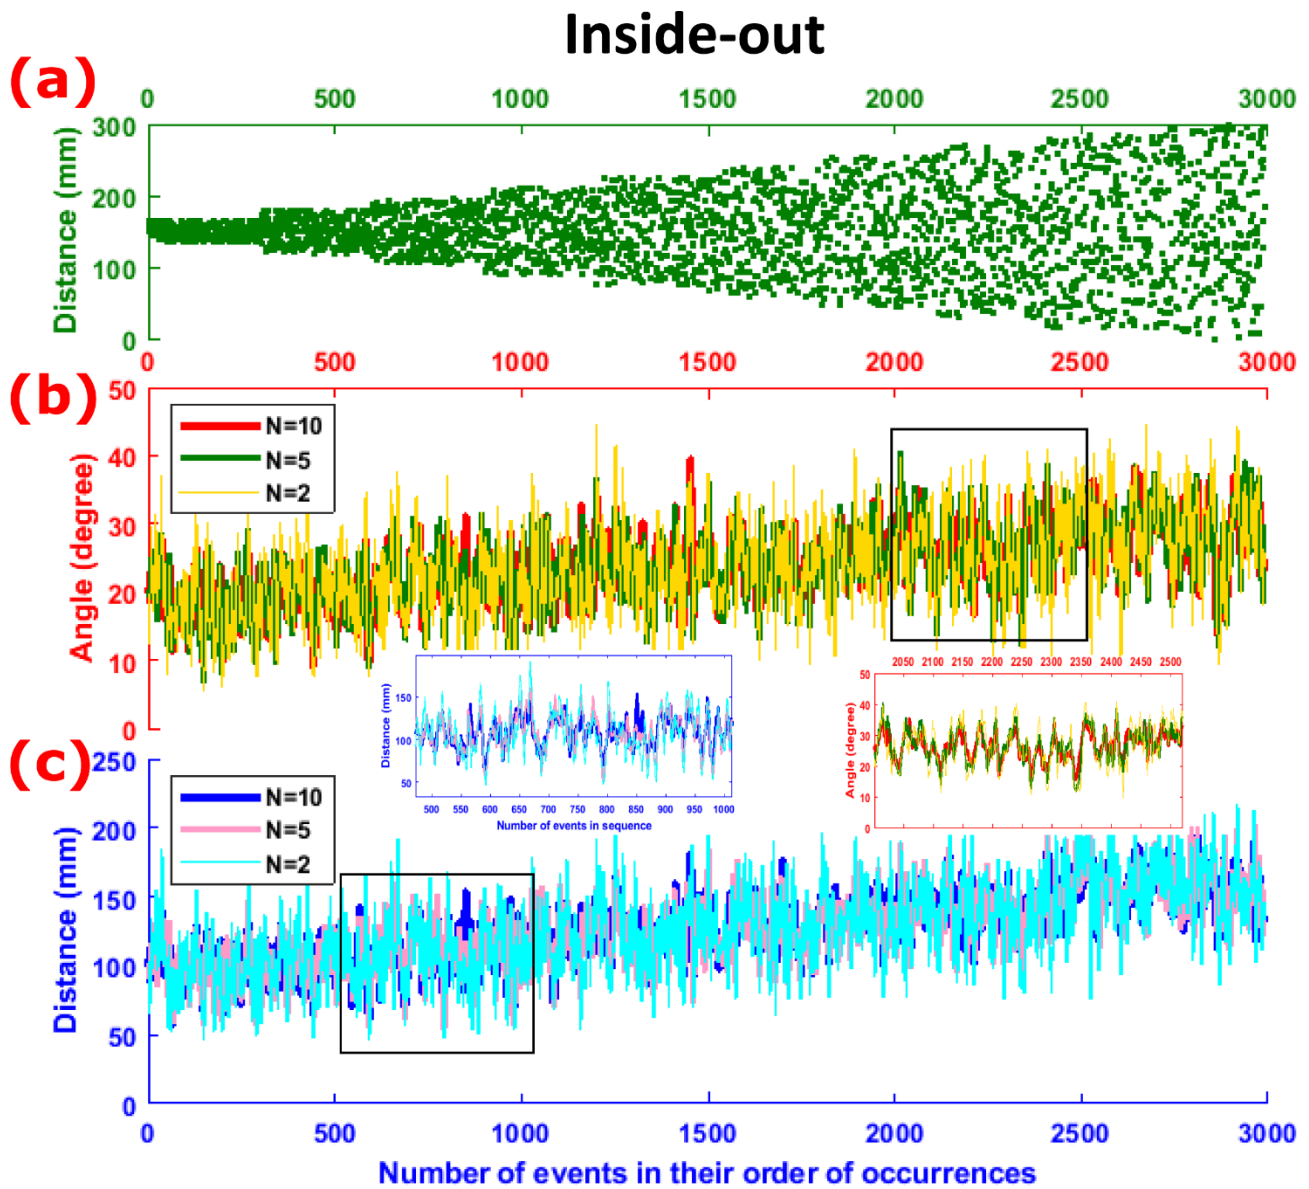 Inside-out
(a)
0 500 1000 1500 2000 2500 3000
Distance (mm)
300
200
100
0
0 500 1000 1500 2000 2500 3000
(b)
Angle (degree)
50
40
30
20
10
0
N=10
N=5
N=2
Distance (mm)
150
100
50
500 550 600 650 700 750 800 850 900 950 1000
Number of events in sequence
2050 2100 2150 2200 2250 2300 2350 2400 2450 2500
Angle (degree)
50
40
30
20
10
0
(c)
Distance (mm)
250
200
150
100
50
0
N=10
N=5
N=2
0 500 1000 1500 2000 2500 3000
Number of events in their order of occurrences